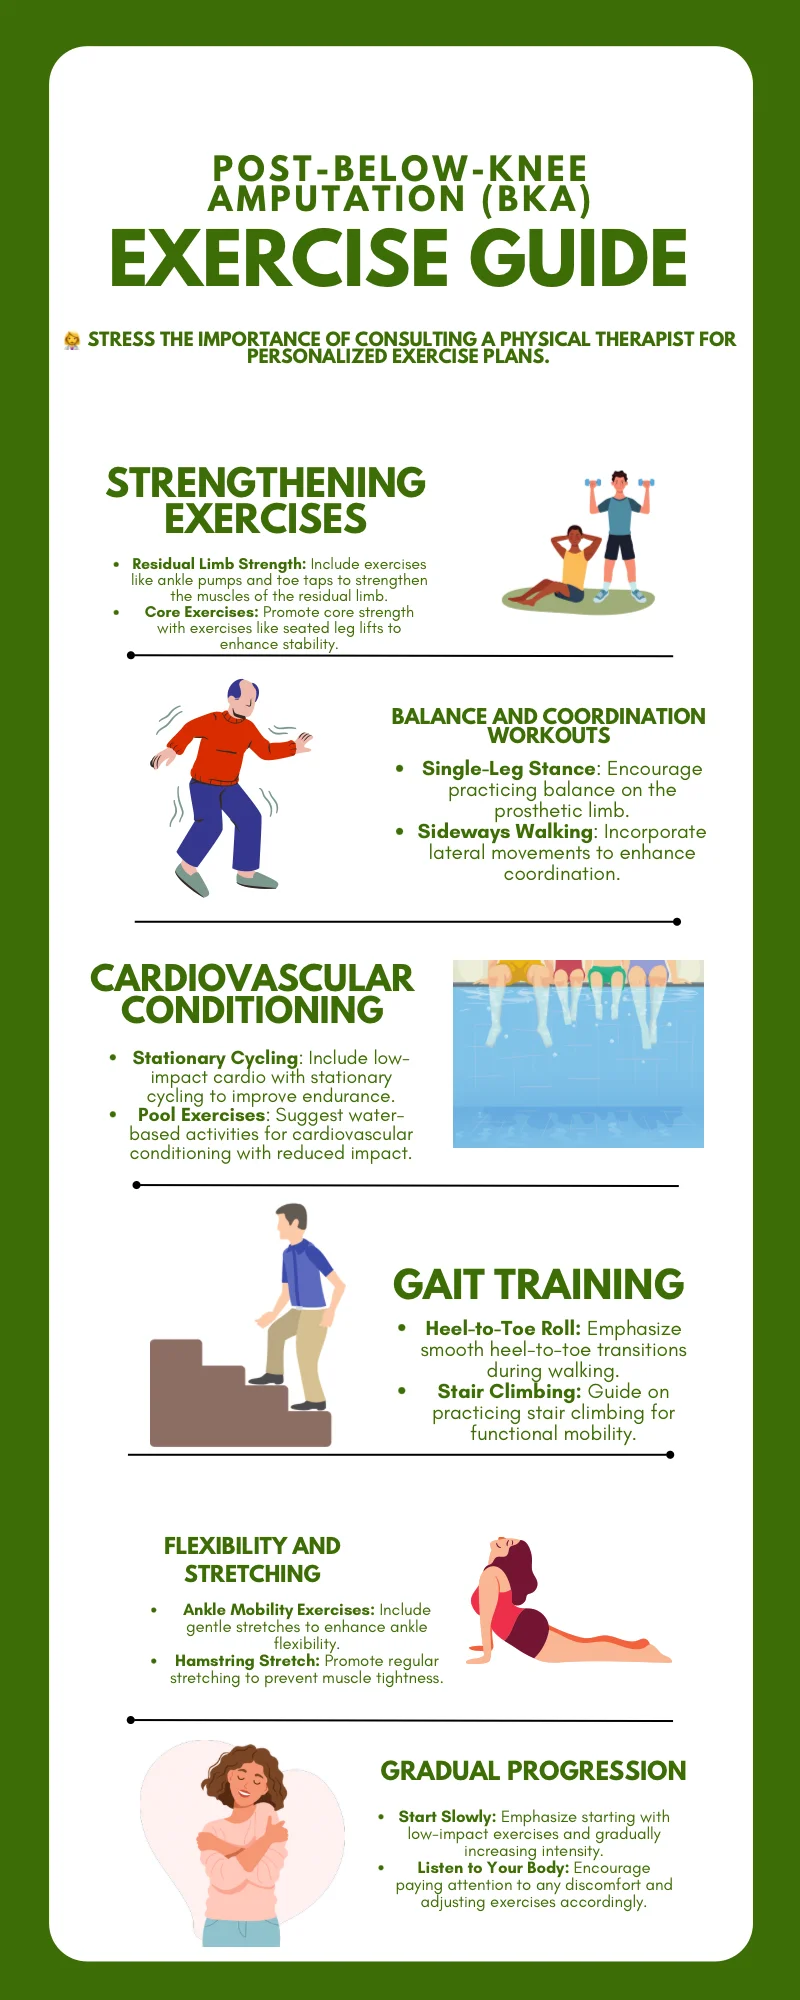 POST-BELOW-KNEE
AMPUTATION (BKA)
EXERCISE GUIDE
STRESS THE IMPORTANCE OF CONSULTING A PHYSICAL THERAPIST FOR
PERSONALIZED EXERCISE PLANS.
STRENGTHENING
EXERCISES
• Residual Limb Strength: Include exercises
like ankle pumps and toe taps to strengthen
the muscles of the residual limb.
• Core Exercises: Promote core strength
with exercises like seated leg lifts to
enhance stability.
BALANCE AND COORDINATION
WORKOUTS
• Single-Leg Stance: Encourage
practicing balance on the
prosthetic limb.
• Sideways Walking: Incorporate
lateral movements to enhance
coordination.
CARDIOVASCULAR
CONDITIONING
• Stationary Cycling: Include low-
impact cardio with stationary
cycling to improve endurance.
• Pool Exercises: Suggest water-
based activities for cardiovascular
conditioning with reduced impact.
GAIT TRAINING
• Heel-to-Toe Roll: Emphasize
smooth heel-to-toe transitions
during walking.
• Stair Climbing: Guide on
practicing stair climbing for
functional mobility.
FLEXIBILITY AND
STRETCHING
• Ankle Mobility Exercises: Include
gentle stretches to enhance ankle
flexibility.
• Hamstring Stretch: Promote regular
stretching to prevent muscle tightness.
GRADUAL PROGRESSION
• Start Slowly: Emphasize starting with
low-impact exercises and gradually
increasing intensity.
• Listen to Your Body: Encourage
paying attention to any discomfort and
adjusting exercises accordingly.